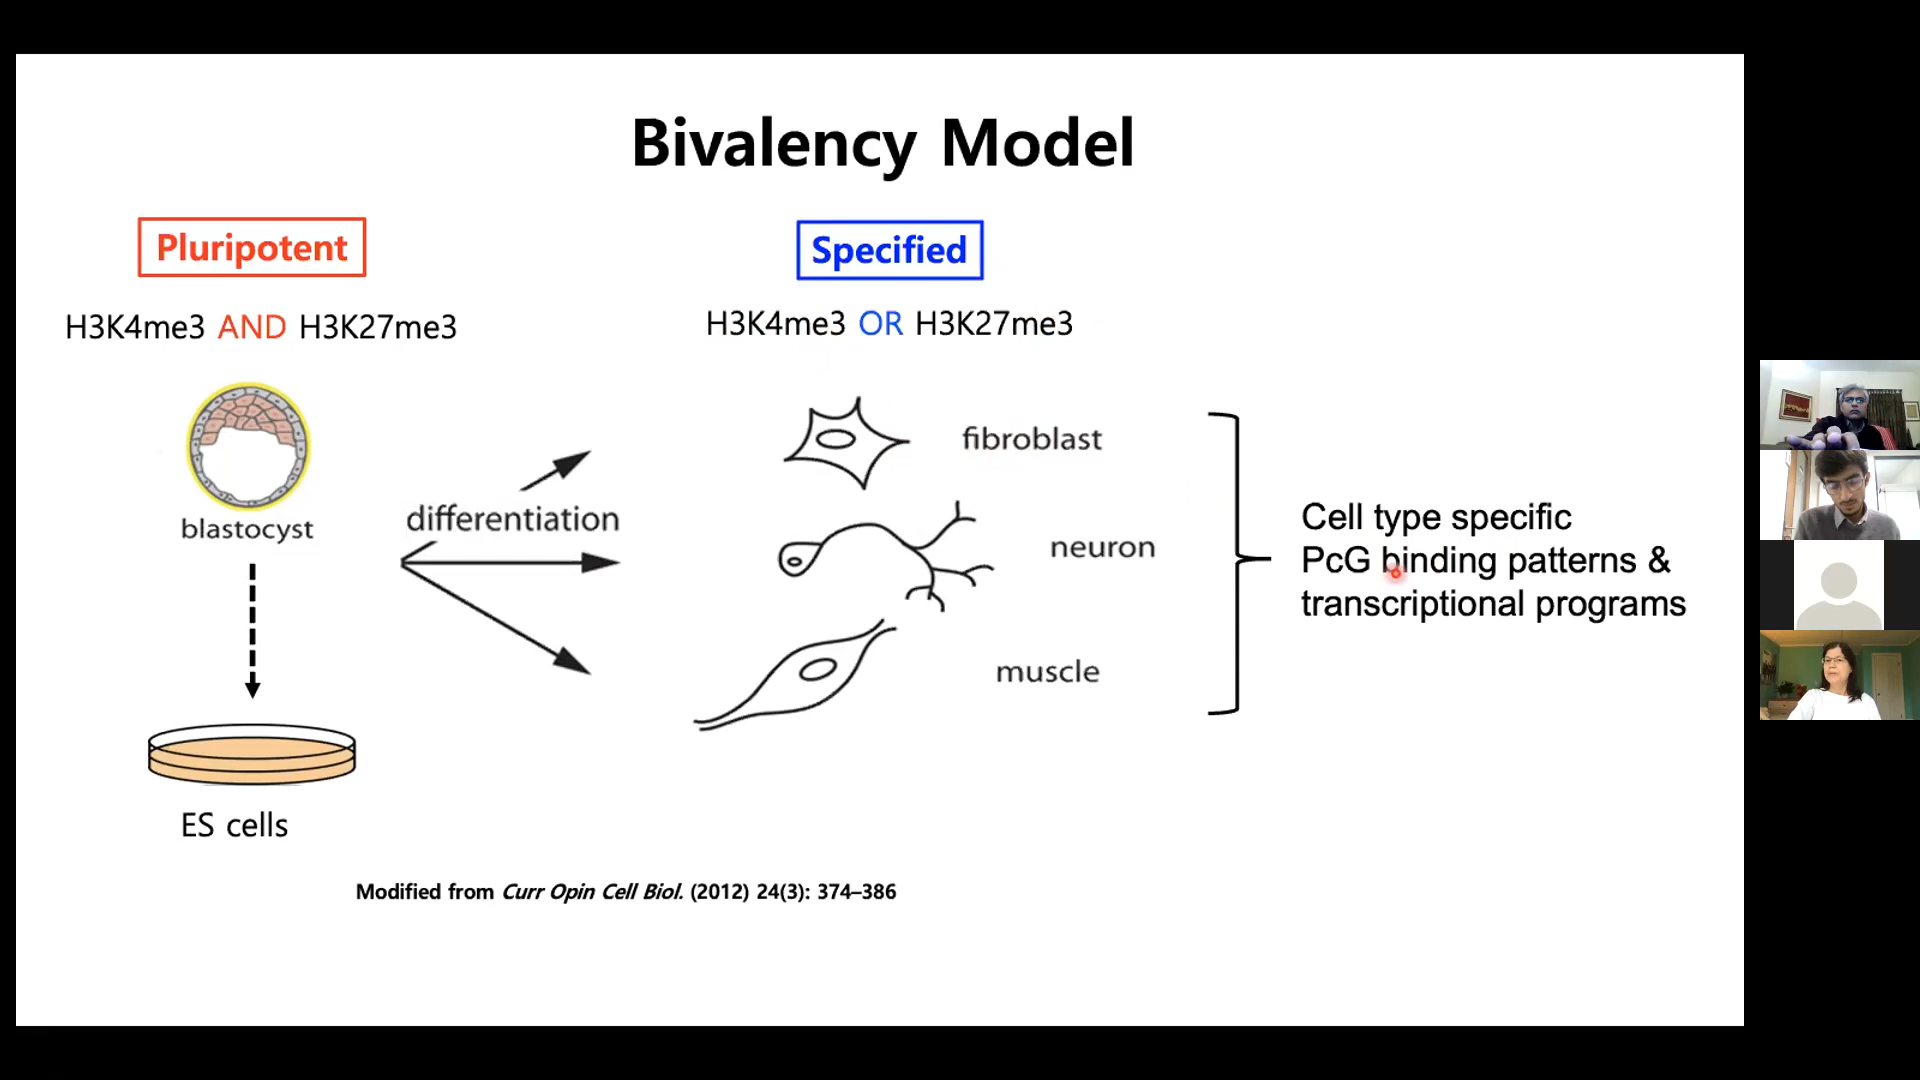 Bivalency Model
Pluripotent
Specified
H3K4me3 AND H3K27me3
H3K4me3 OR H3K27me3
blastocyst
differentiation
fibroblast
neuron
muscle
Cell type specific
PcG binding patterns &
transcriptional programs
ES cells
Modified from Curr Opin Cell Biol. (2012) 24(3): 374–386